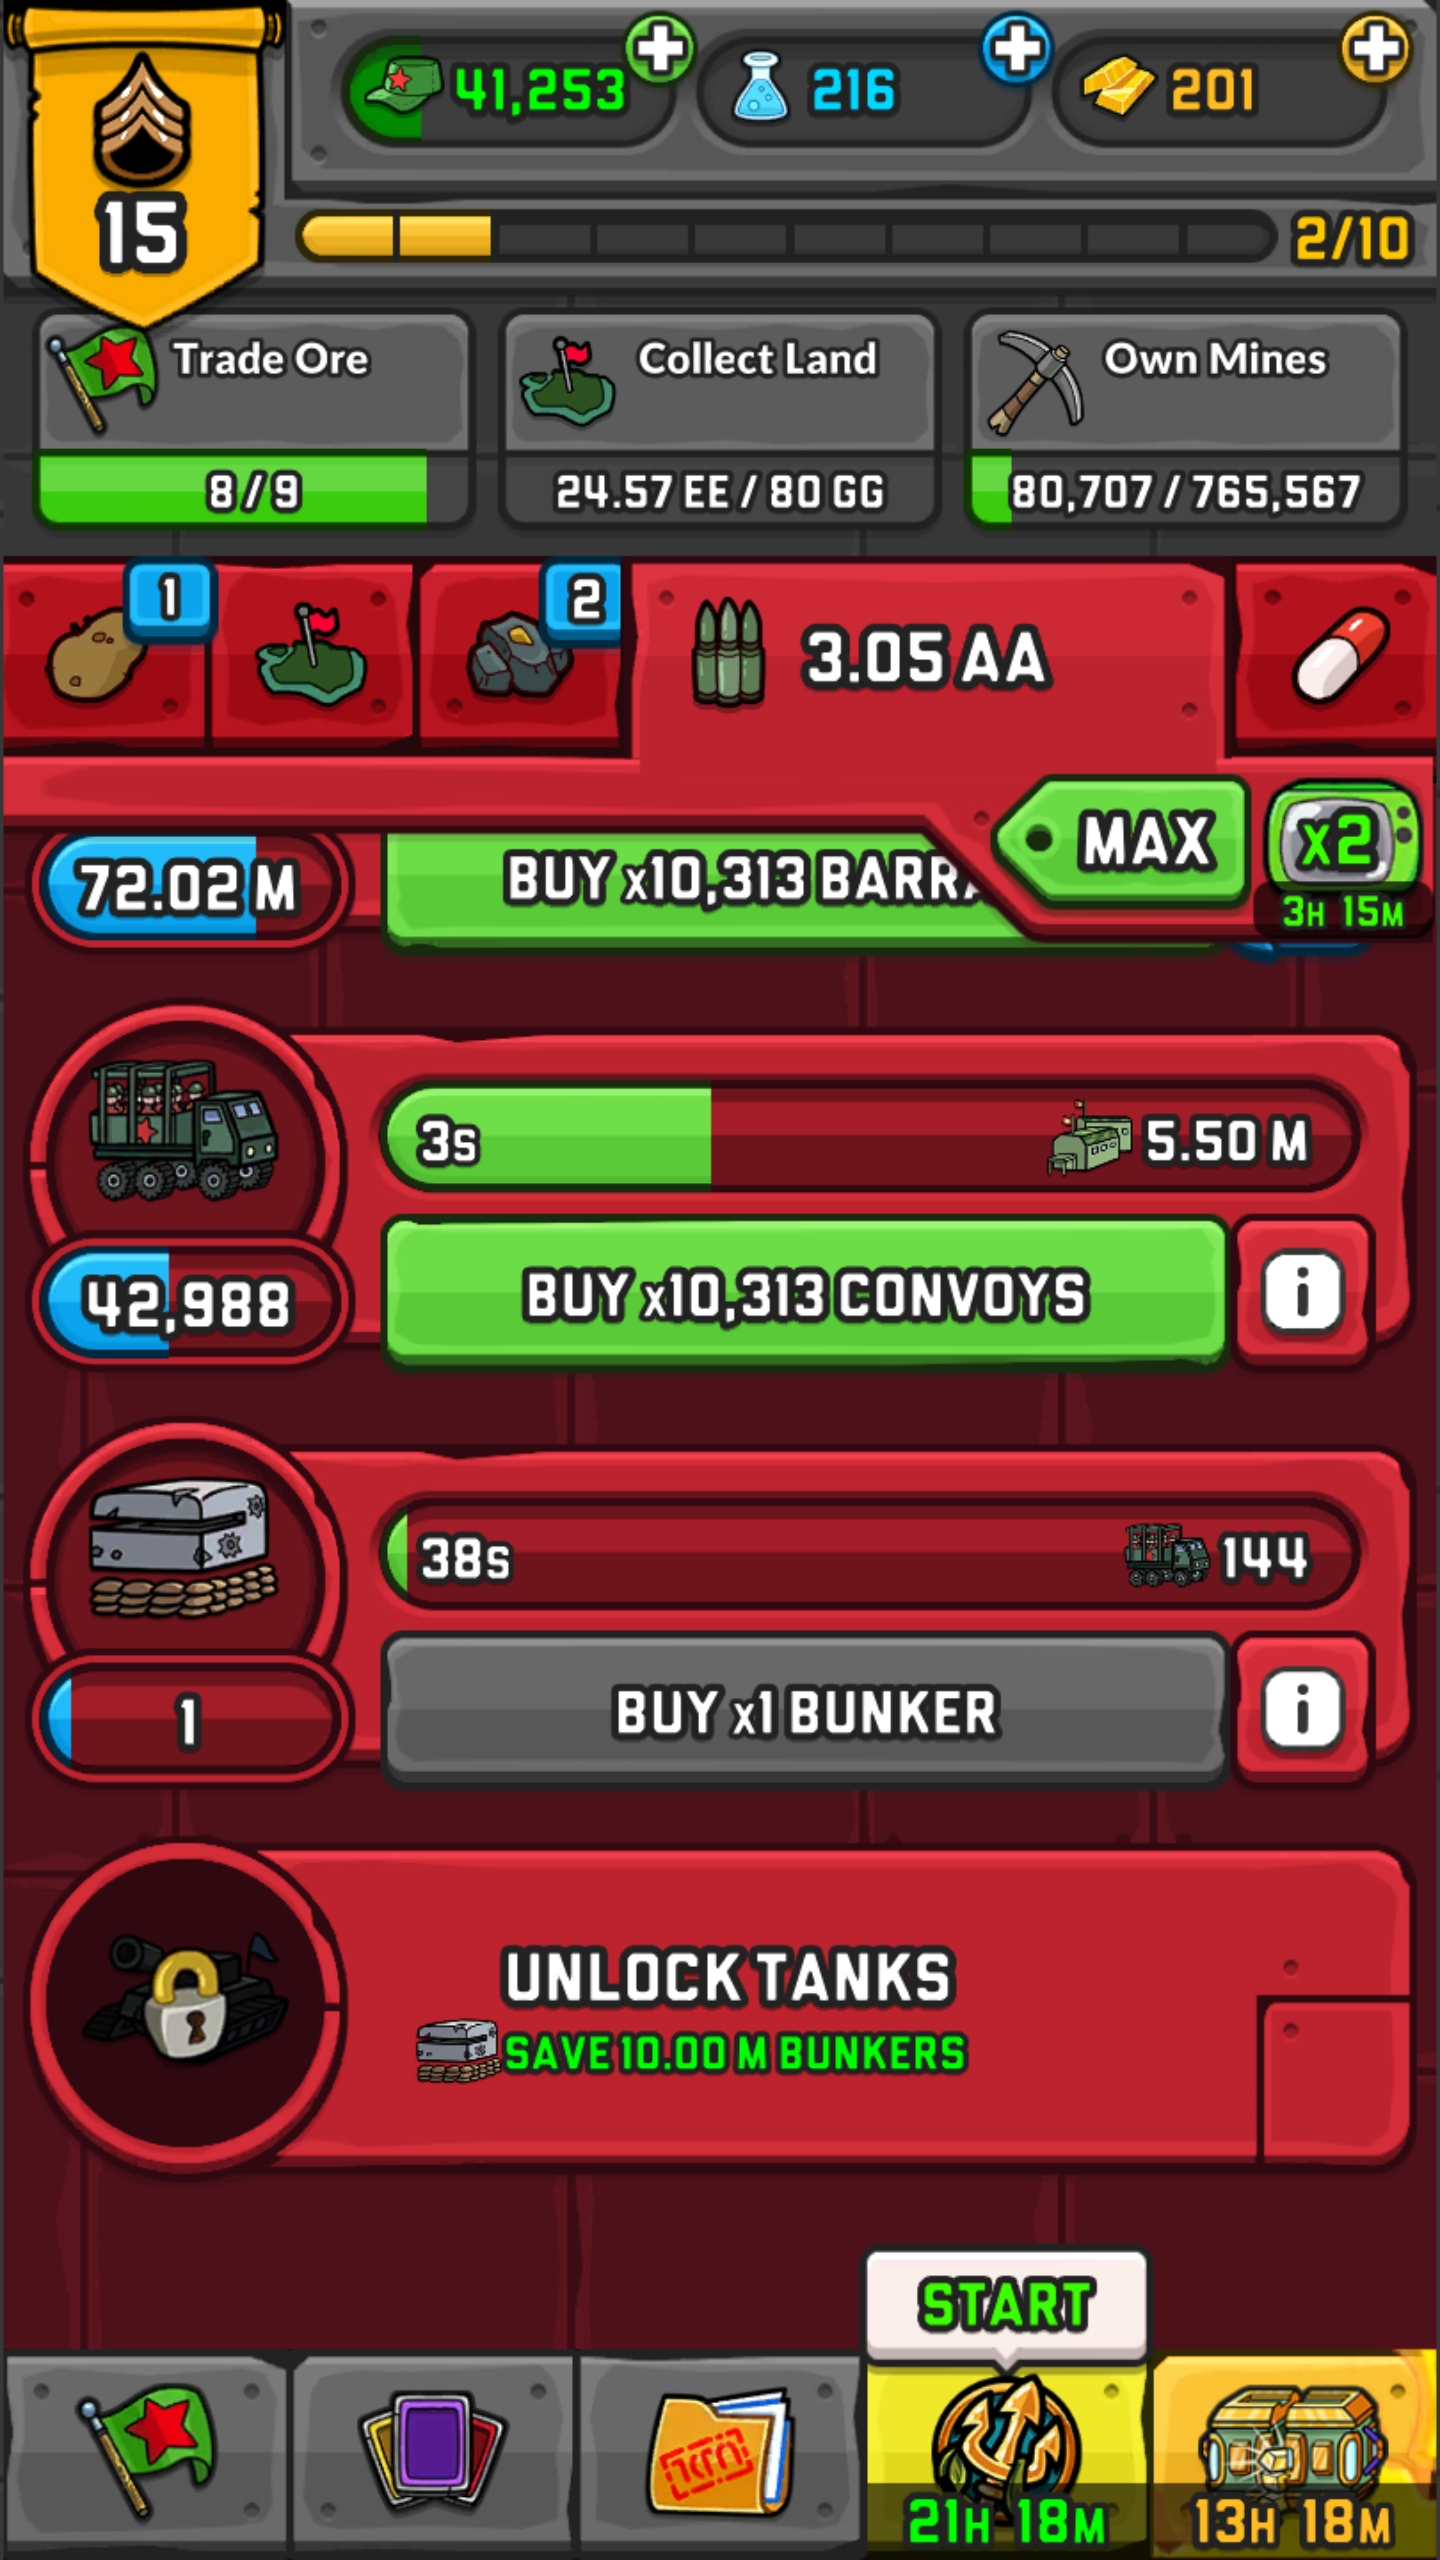 41,253
216
201
15
2/10
Trade Ore
Collect Land
Own Mines
8/9
24.57 EE / 80 GG
80,707 / 765,567
1
2
3.05 AA
MAX
x2
3H 15M
72.02 M
BUY x10,313
3s
5.50 M
42,988
BUY x10,313 CONVOYS
i
38s
144
1
BUY x1 BUNKER
i
UNLOCK TANKS
SAVE 10.00 M BUNKERS
START
21H 18M
13H 18M